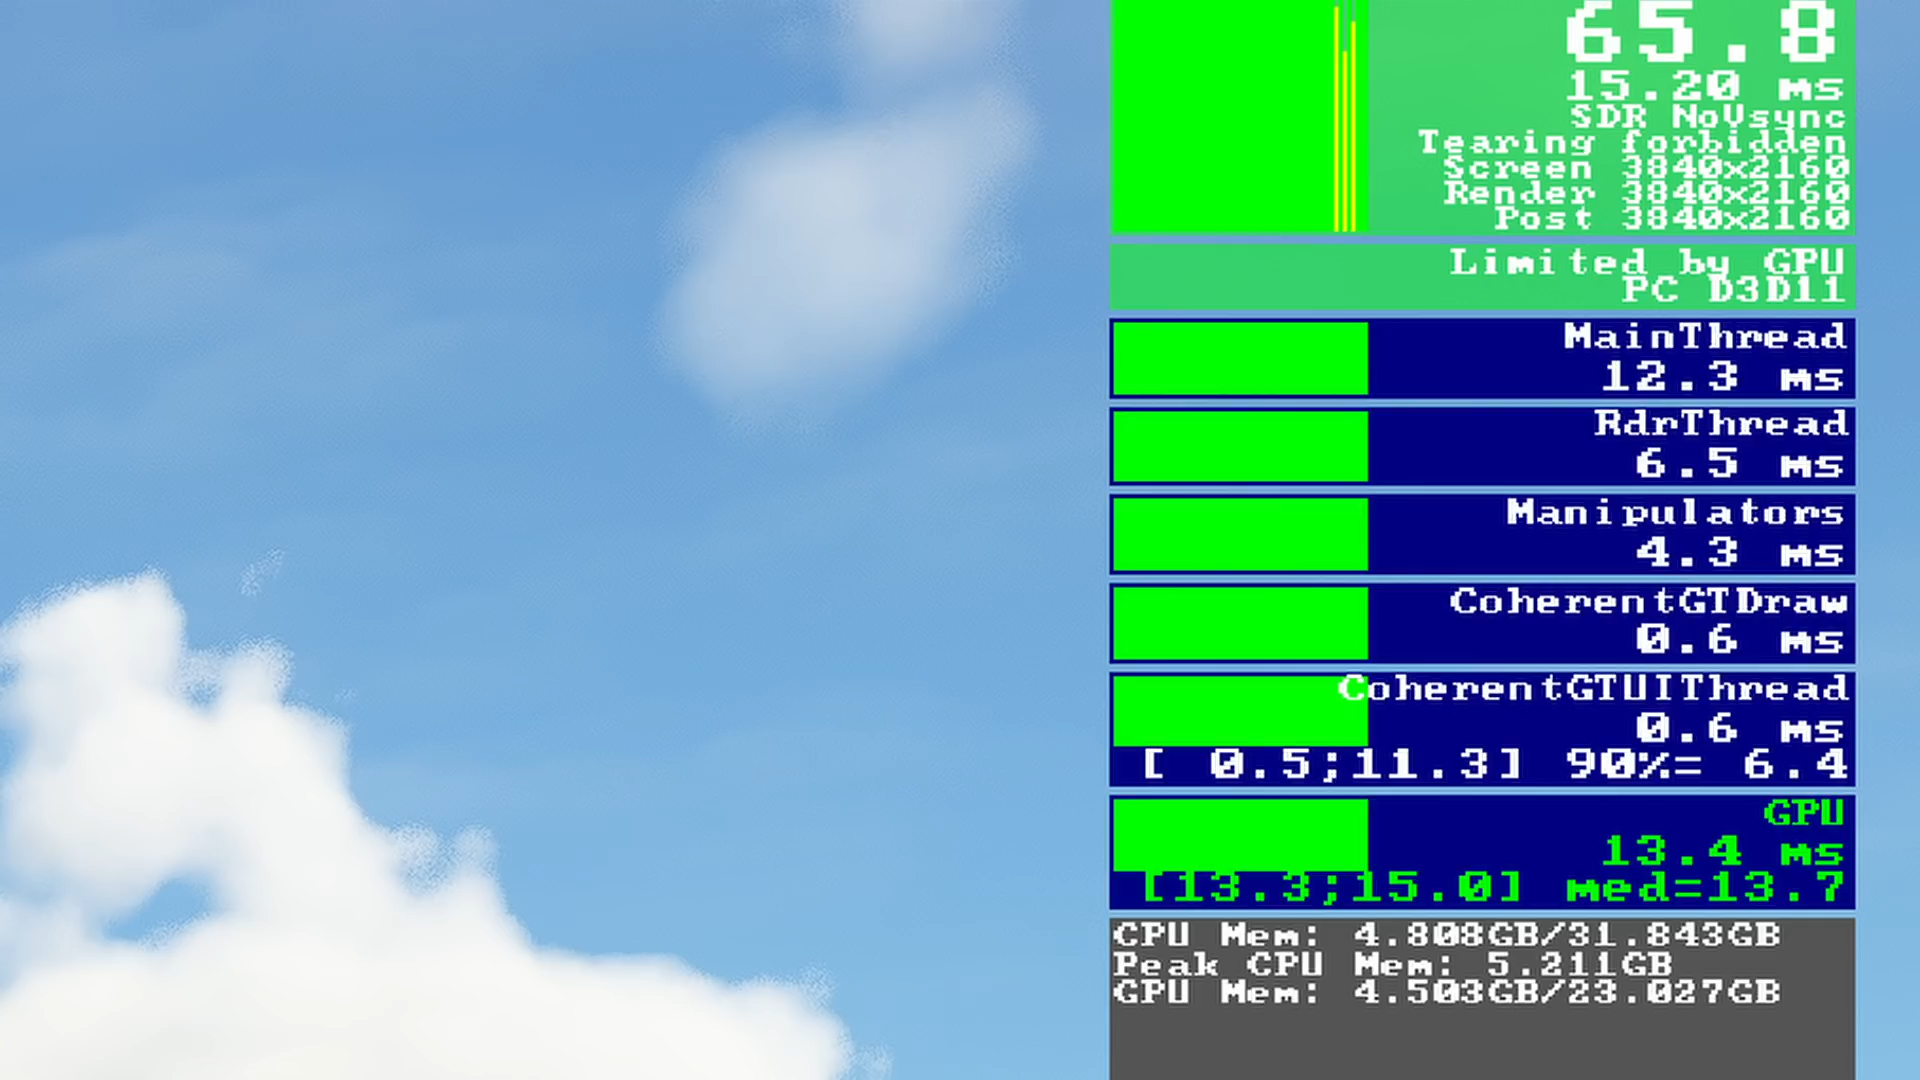 65.8
15.20 ms
SDR NoVsync
Tearing forbidden
Screen 3840x2160
Render 3840x2160
Post 3840x2160
Limited by GPU
PC D3D11
MainThread
12.3 ms
RdrThread
6.5 ms
Manipulators
4.3 ms
CoherentGTDraw
0.6 ms
CoherentGTUIThread
0.6 ms
[ 0.5;11.3] 90%= 6.4
GPU
13.4 ms
[13.3;15.0] med=13.7
CPU Mem: 4.808GB/31.843GB
Peak CPU Mem: 5.211GB
GPU Mem: 4.503GB/23.027GB